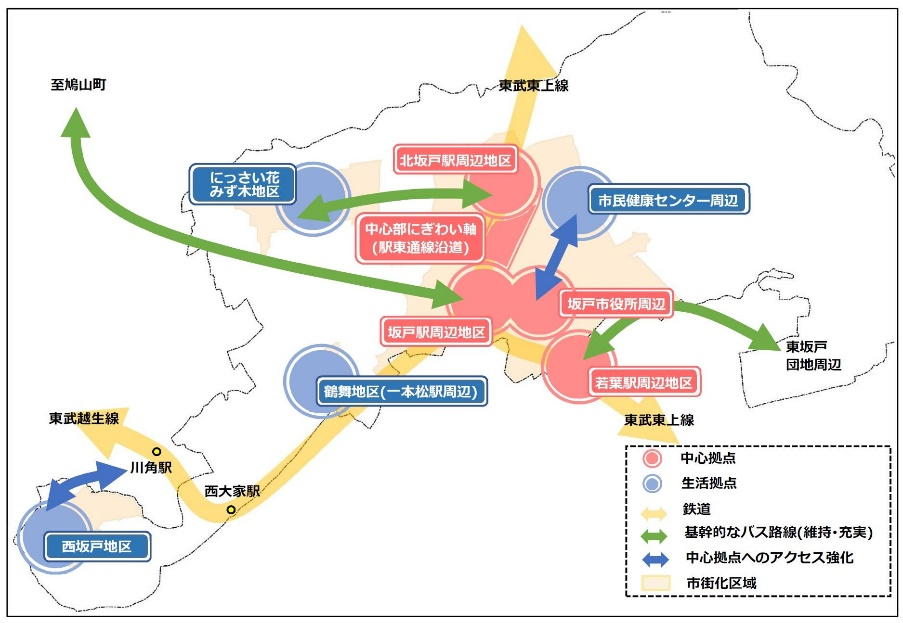 至鳩山町
東武東上線
北坂戸駅周辺地区
にっさい花
みず木地区
市民健康センター周辺
中心部にぎわい軸
(駅東通線沿道)
坂戸市役所周辺
坂戸駅周辺地区
東坂戸
団地周辺
若葉駅周辺地区
鶴舞地区(一本松駅周辺)
東武越生線
東武東上線
川角駅
西大家駅
西坂戸地区
中心拠点
生活拠点
鉄道
基幹的なバス路線(維持・充実)
中心拠点へのアクセス強化
市街化区域